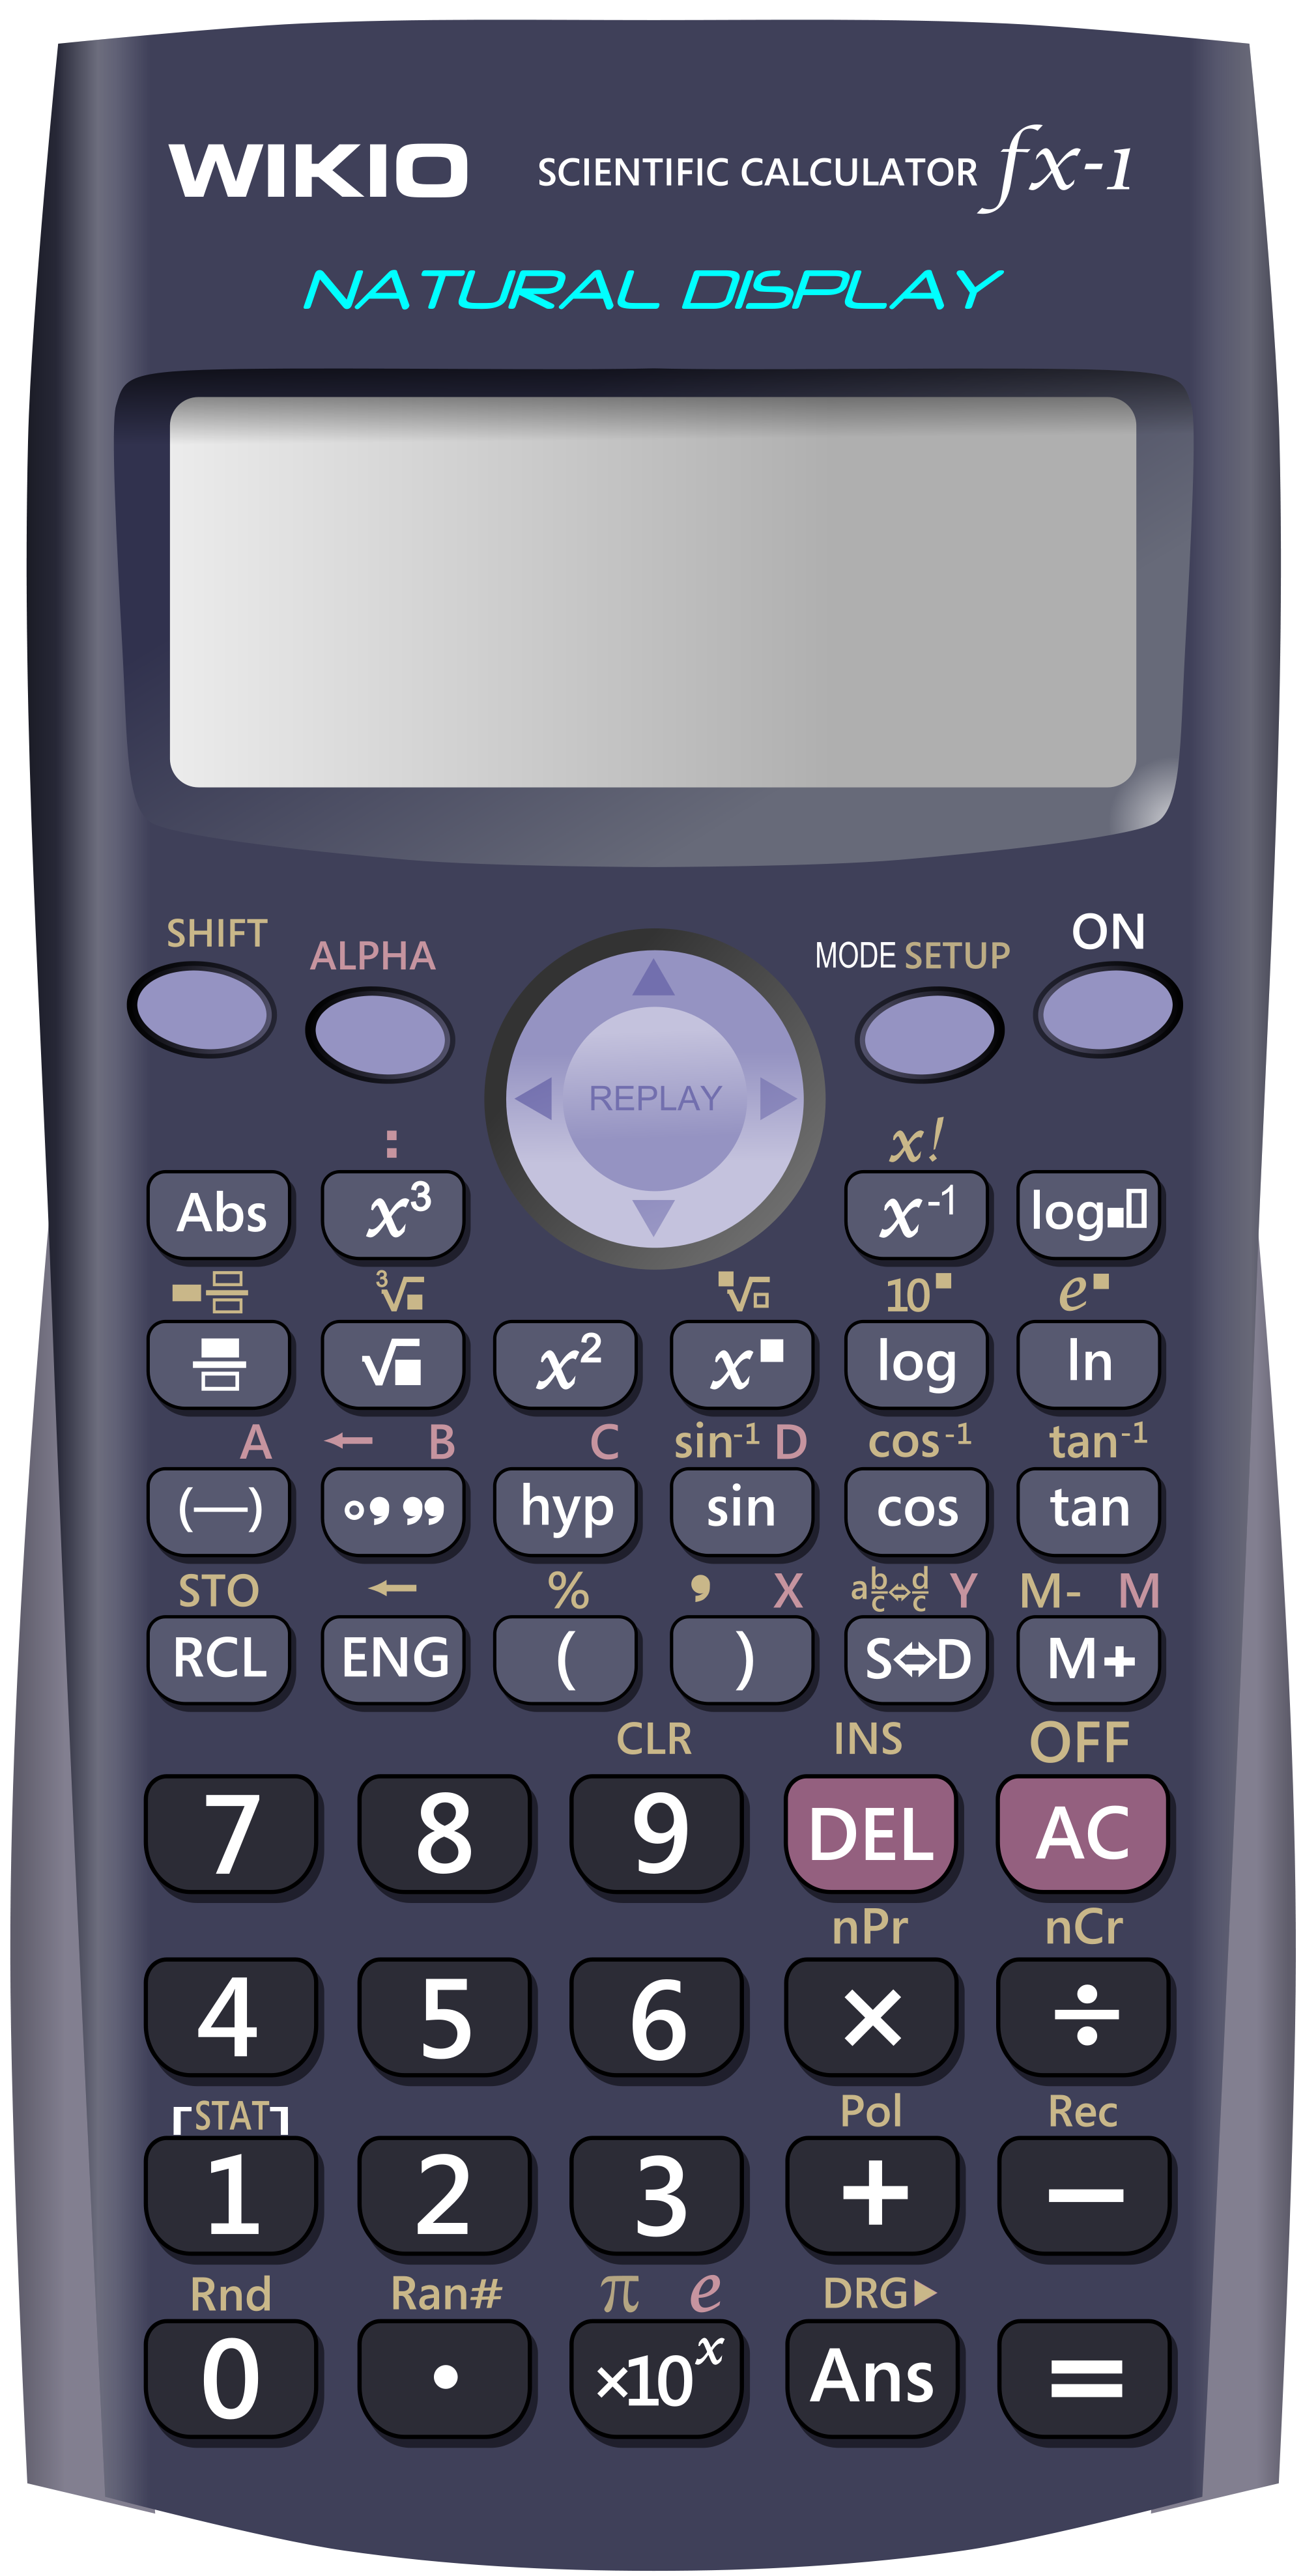 WIKIO SCIENTIFIC CALCULATOR fx-1
NATURAL DISPLAY
SHIFT ALPHA MODE SETUP ON
REPLAY
: x!
Abs x³ x⁻¹ log▪▯
▪▭/▭ ³√▪ ▪√▫ 10▪ e▪
▪/▭ √▪ x² x▪ log ln
A ← B C sin⁻¹ D cos⁻¹ tan⁻¹
(—) °’” hyp sin cos tan
STO ← % , X a b/c⇔d/c Y M- M
RCL ENG ( ) S⇔D M+
CLR INS OFF
7 8 9 DEL AC
nPr nCr
4 5 6 × ÷
STAT Pol Rec
1 2 3 + −
Rnd Ran# π e DRG►
0 • ×10ˣ Ans =